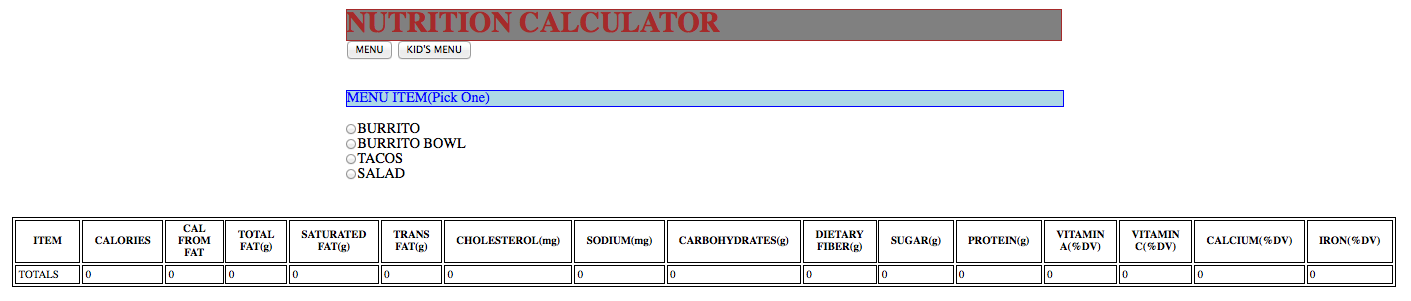 NUTRITION CALCULATOR
MENU KID'S MENU
MENU ITEM(Pick One)
BURRITO
BURRITO BOWL
TACOS
SALAD
ITEM CALORIES CAL FROM FAT TOTAL FAT(g) SATURATED FAT(g) TRANS FAT(g) CHOLESTEROL(mg) SODIUM(mg) CARBOHYDRATES(g) DIETARY FIBER(g) SUGAR(g) PROTEIN(g) VITAMIN A(%DV) VITAMIN C(%DV) CALCIUM(%DV) IRON(%DV)
TOTALS 0 0 0 0 0 0 0 0 0 0 0 0 0 0 0